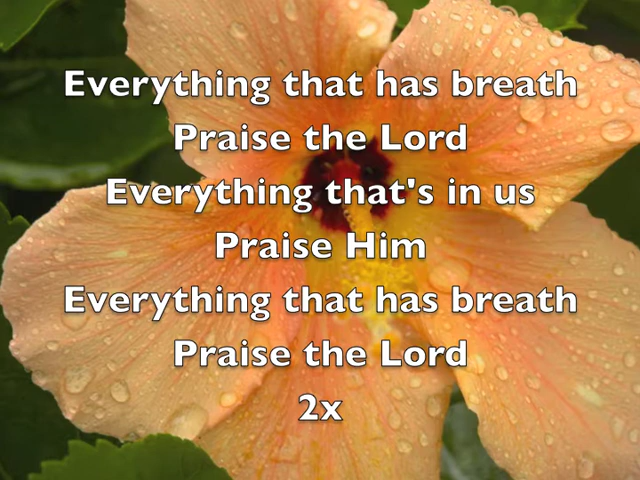 Everything that has breath
Praise the Lord
Everything that's in us
Praise Him
Everything that has breath
Praise the Lord
2x